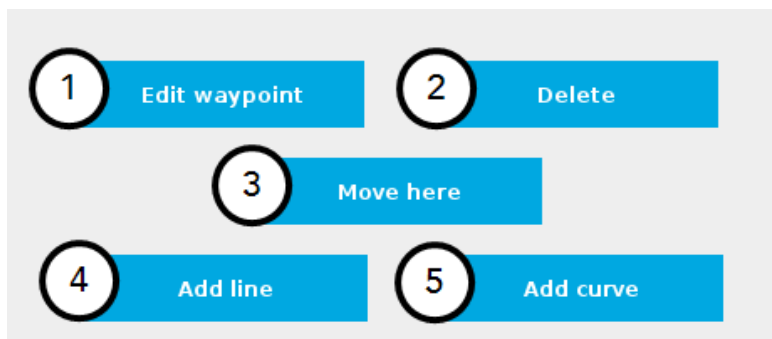 1 Edit waypoint
2 Delete
3 Move here
4 Add line
5 Add curve